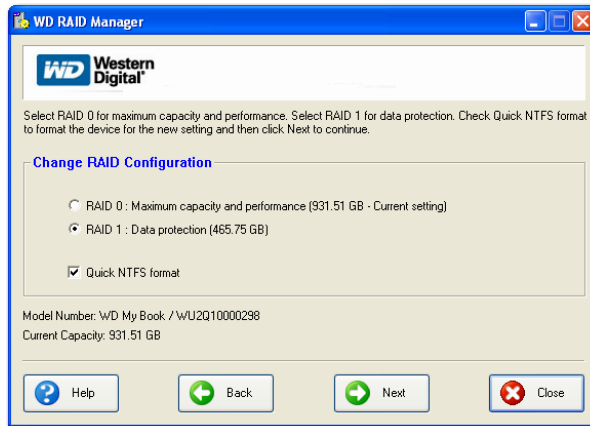 WD RAID Manager
WD Western Digital®
Select RAID 0 for maximum capacity and performance. Select RAID 1 for data protection. Check Quick NTFS format
to format the device for the new setting and then click Next to continue.
Change RAID Configuration
RAID 0 : Maximum capacity and performance (931.51 GB - Current setting)
RAID 1 : Data protection (465.75 GB)
Quick NTFS format
Model Number: WD My Book / WU2Q10000298
Current Capacity: 931.51 GB
? Help
Back
Next
Close